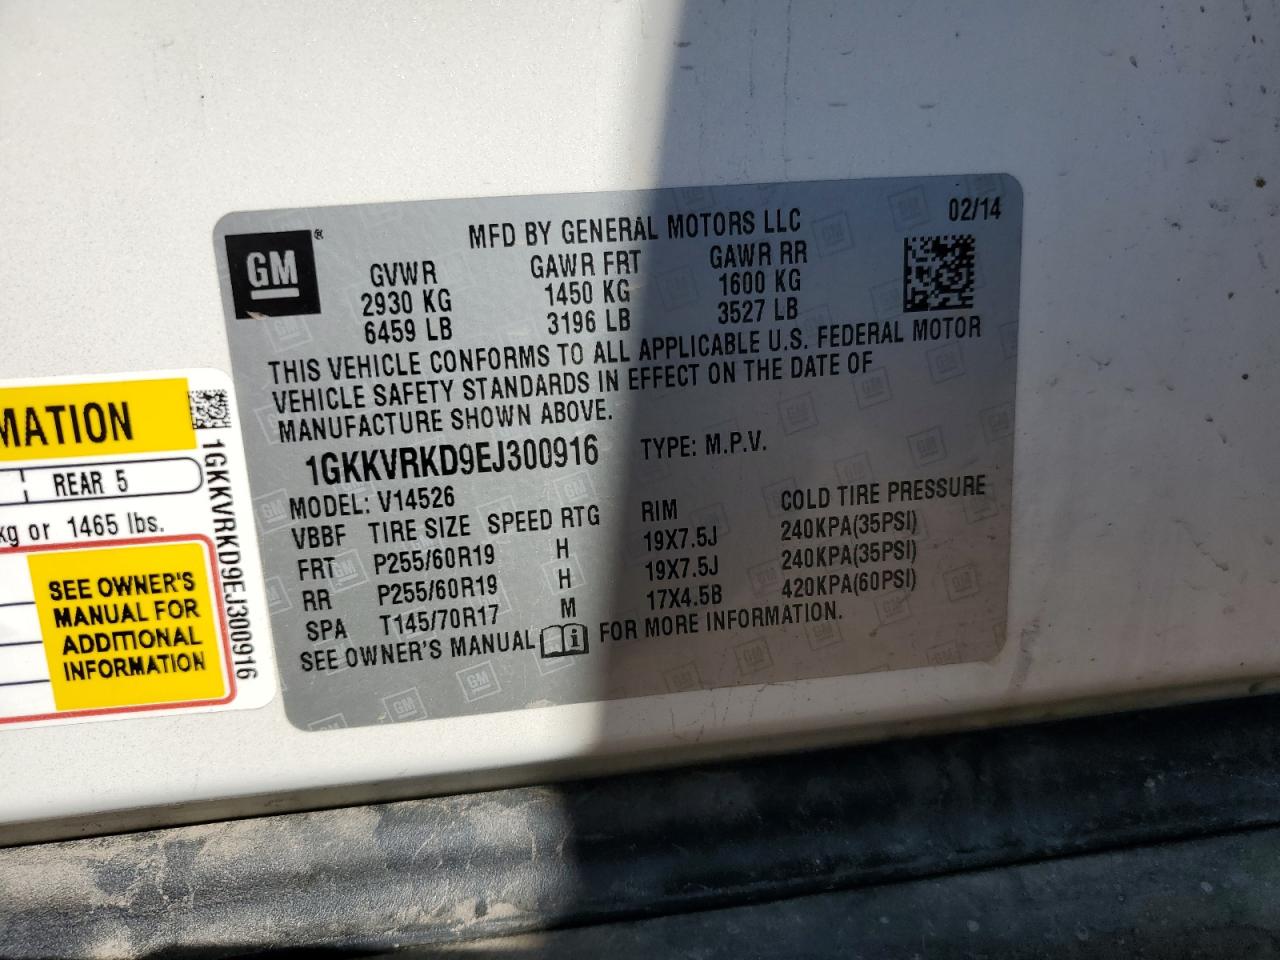 GM®
MFD BY GENERAL MOTORS LLC
02/14
GVWR GAWR FRT GAWR RR
2930 KG 1450 KG 1600 KG
6459 LB 3196 LB 3527 LB
THIS VEHICLE CONFORMS TO ALL APPLICABLE U.S. FEDERAL MOTOR
VEHICLE SAFETY STANDARDS IN EFFECT ON THE DATE OF
MANUFACTURE SHOWN ABOVE.
1GKKVRKD9EJ300916 TYPE: M.P.V.
MODEL: V14526
VBBF TIRE SIZE SPEED RTG RIM COLD TIRE PRESSURE
FRT P255/60R19 H 19X7.5J 240KPA(35PSI)
RR P255/60R19 H 19X7.5J 240KPA(35PSI)
SPA T145/70R17 M 17X4.5B 420KPA(60PSI)
SEE OWNER'S MANUAL i FOR MORE INFORMATION.
MATION
REAR 5
kg or 1465 lbs.
SEE OWNER'S
MANUAL FOR
ADDITIONAL
INFORMATION
1GKKVRKD9EJ300916